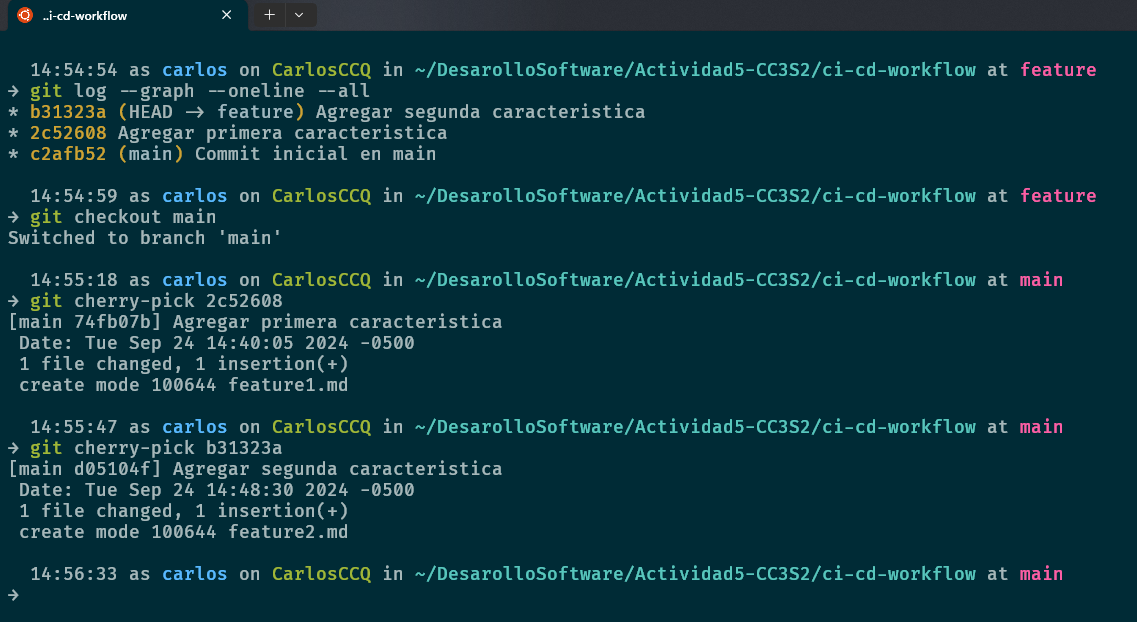 ..i-cd-workflow
14:54:54 as carlos on CarlosCCQ in ~/DesarolloSoftware/Actividad5-CC3S2/ci-cd-workflow at feature
→ git log --graph --oneline --all
* b31323a (HEAD → feature) Agregar segunda caracteristica
* 2c52608 Agregar primera caracteristica
* c2afb52 (main) Commit inicial en main
14:54:59 as carlos on CarlosCCQ in ~/DesarolloSoftware/Actividad5-CC3S2/ci-cd-workflow at feature
→ git checkout main
Switched to branch 'main'
14:55:18 as carlos on CarlosCCQ in ~/DesarolloSoftware/Actividad5-CC3S2/ci-cd-workflow at main
→ git cherry-pick 2c52608
[main 74fb07b] Agregar primera caracteristica
Date: Tue Sep 24 14:40:05 2024 -0500
1 file changed, 1 insertion(+)
create mode 100644 feature1.md
14:55:47 as carlos on CarlosCCQ in ~/DesarolloSoftware/Actividad5-CC3S2/ci-cd-workflow at main
→ git cherry-pick b31323a
[main d05104f] Agregar segunda caracteristica
Date: Tue Sep 24 14:48:30 2024 -0500
1 file changed, 1 insertion(+)
create mode 100644 feature2.md
14:56:33 as carlos on CarlosCCQ in ~/DesarolloSoftware/Actividad5-CC3S2/ci-cd-workflow at main
→